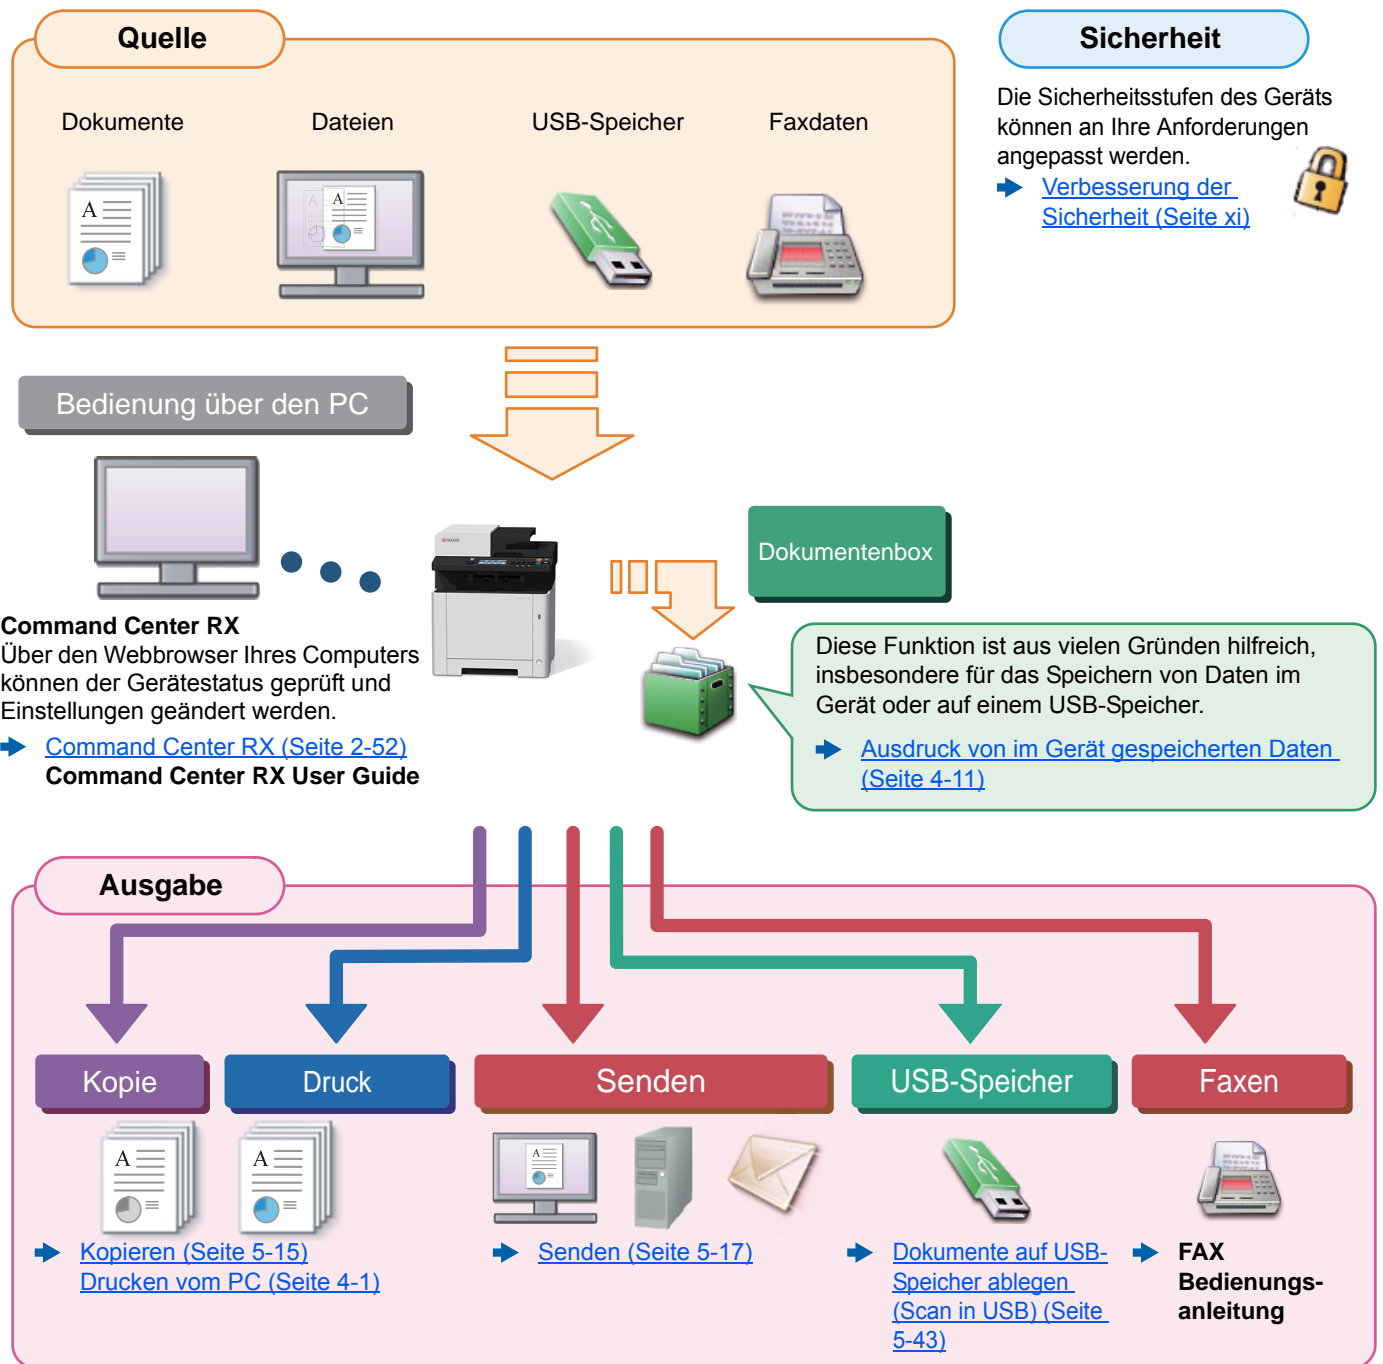 Quelle
Dokumente
Dateien
USB-Speicher
Faxdaten
Sicherheit
Die Sicherheitsstufen des Geräts
können an Ihre Anforderungen
angepasst werden.
Verbesserung der
Sicherheit (Seite xi)
Bedienung über den PC
Command Center RX
Über den Webbrowser Ihres Computers
können der Gerätestatus geprüft und
Einstellungen geändert werden.
Command Center RX (Seite 2-52)
Command Center RX User Guide
Dokumentenbox
Diese Funktion ist aus vielen Gründen hilfreich,
insbesondere für das Speichern von Daten im
Gerät oder auf einem USB-Speicher.
Ausdruck von im Gerät gespeicherten Daten
(Seite 4-11)
Ausgabe
Kopie
Druck
Senden
USB-Speicher
Faxen
Kopieren (Seite 5-15)
Drucken vom PC (Seite 4-1)
Senden (Seite 5-17)
Dokumente auf USB-
Speicher ablegen
(Scan in USB) (Seite
5-43)
FAX
Bedienungs-
anleitung